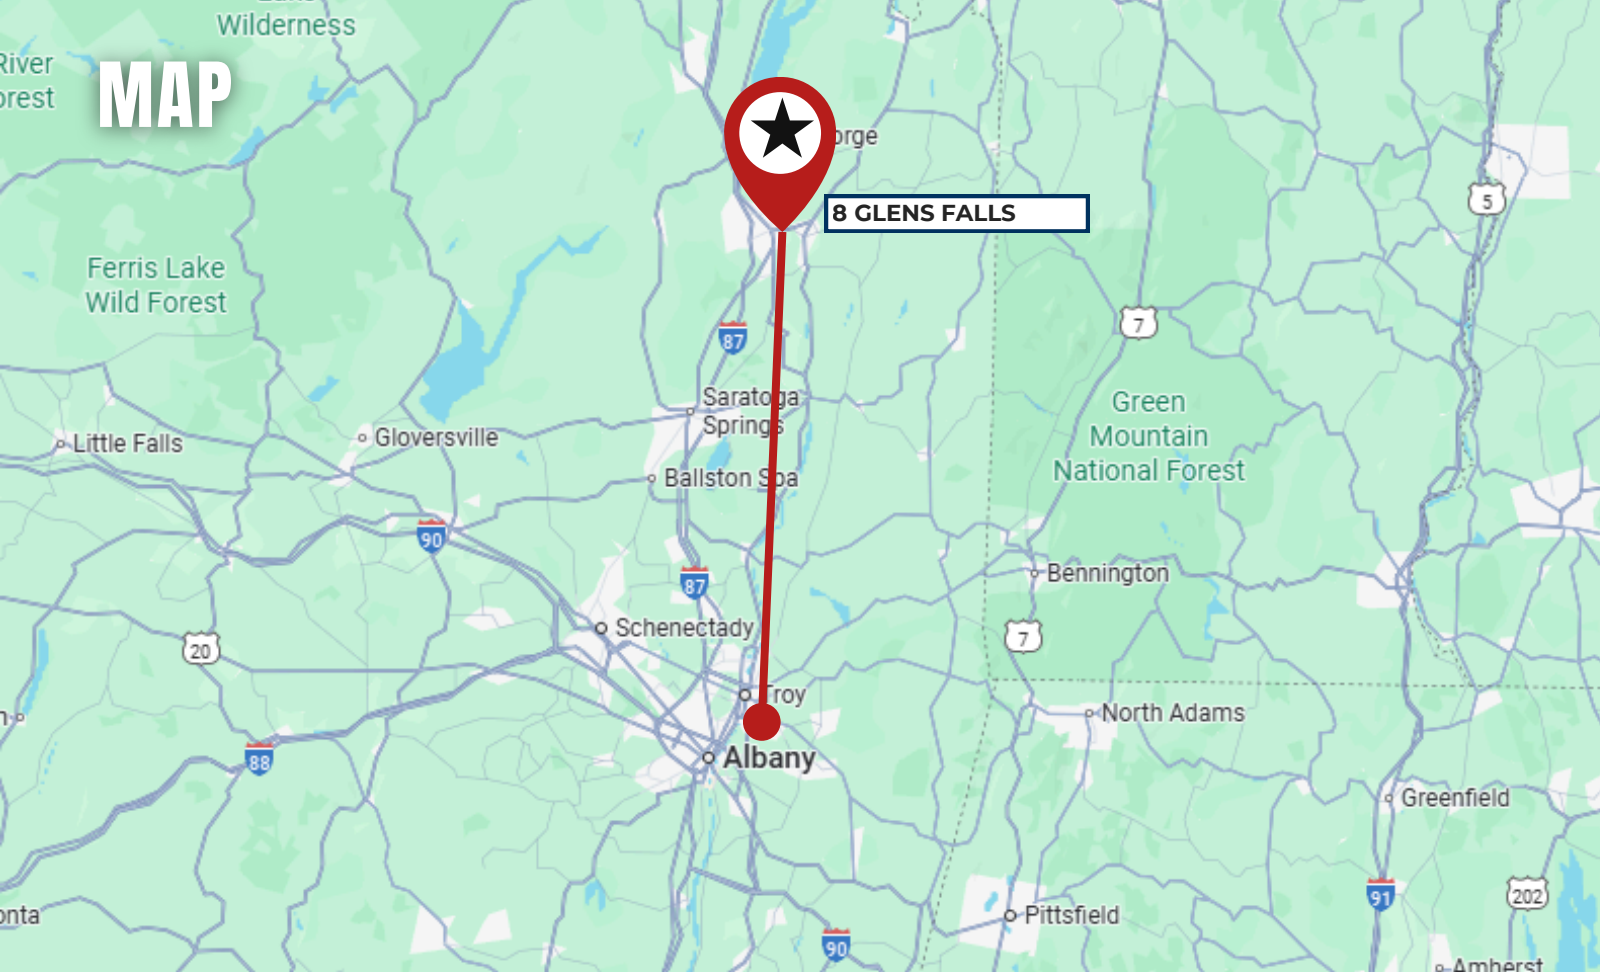 Wilderness
River
orest
MAP
orge
8 GLENS FALLS
5
Ferris Lake
Wild Forest
7
87
Saratoga
Springs
Green
Mountain
National Forest
Little Falls
Gloversville
Ballston Spa
90
87
Bennington
Schenectady
7
20
Troy
North Adams
Albany
88
Greenfield
91
202
onta
Pittsfield
90
Amherst